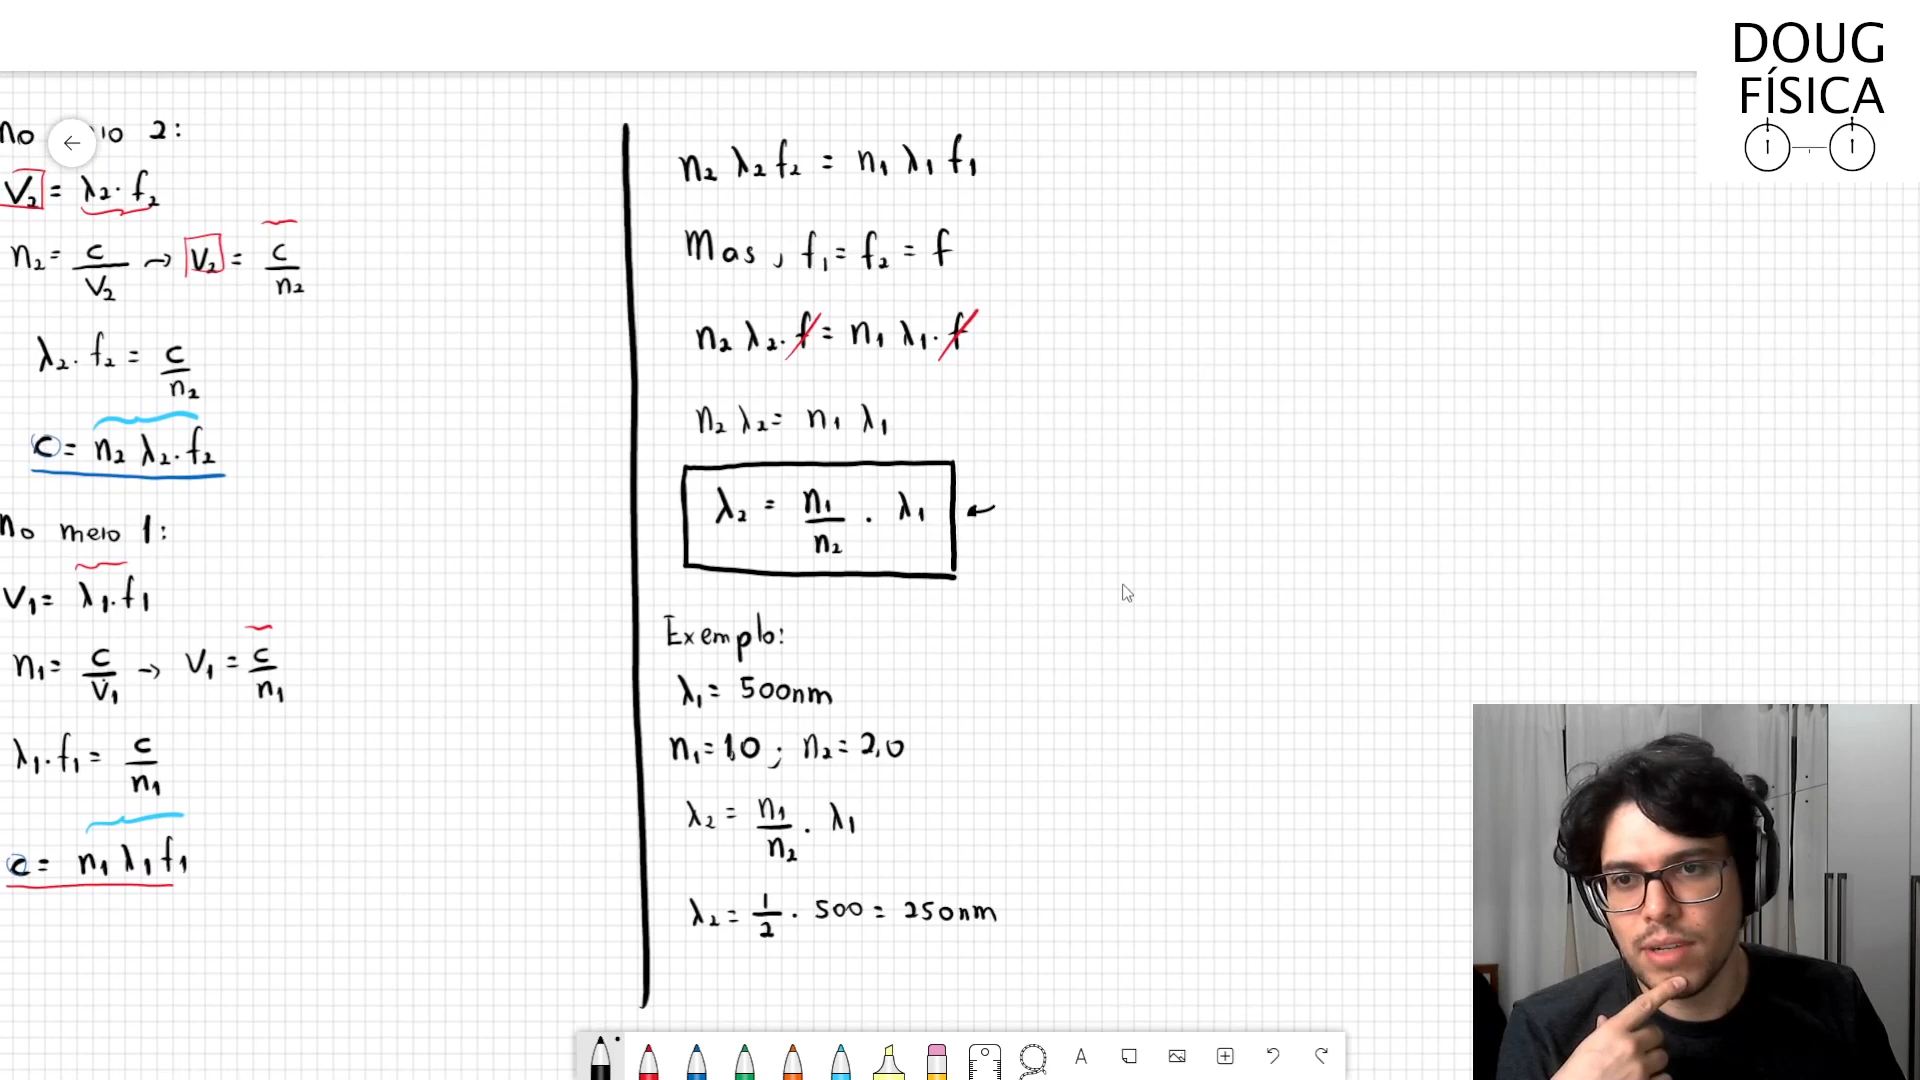 DOUG
FÍSICA
No io 2:
V₂ = λ₂. f₂
n₂ = c/V₂ → V₂ = c/n₂
λ₂. f₂ = c/n₂
c = n₂ λ₂. f₂
No meio 1:
V₁ = λ₁. f₁
n₁ = c/V₁ → V₁ = c/n₁
λ₁. f₁ = c/n₁
c = n₁ λ₁ f₁
n₂ λ₂ f₂ = n₁ λ₁ f₁
Mas, f₁ = f₂ = f
n₂ λ₂. f = n₁ λ₁. f
n₂ λ₂ = n₁ λ₁
λ₂ = n₁/n₂ . λ₁
Exemplo:
λ₁ = 500nm
n₁ = 1,0 ; n₂ = 2,0
λ₂ = n₁/n₂ . λ₁
λ₂ = 1/2 . 500 = 250nm
A